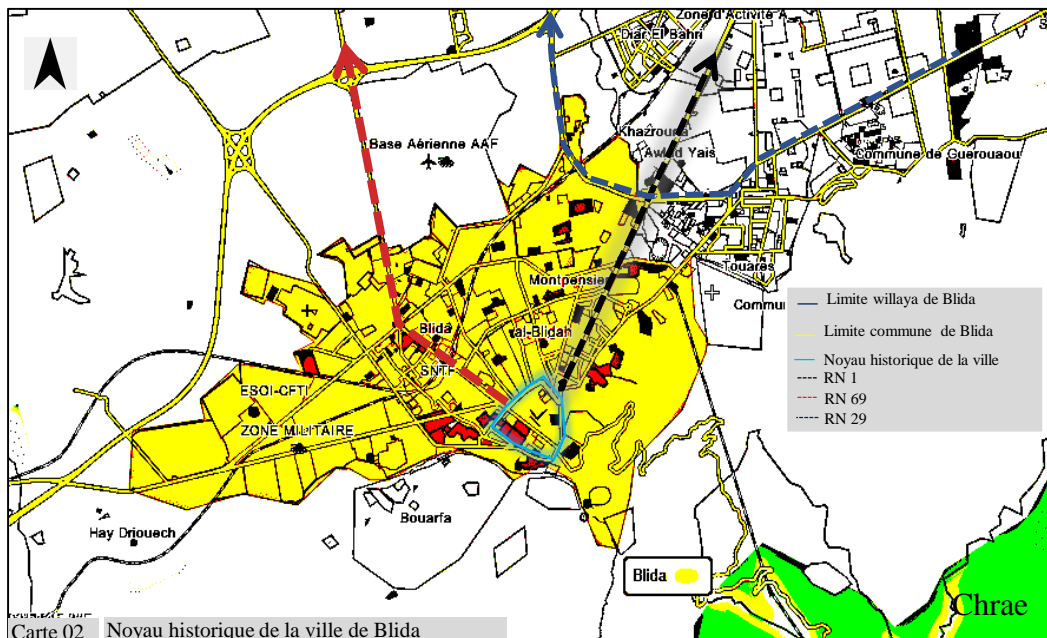 Zone d'Activité A
Diar El Bahri
Khazrouna
Awlad Yais
Base Aérienne AAF
Commune de Guerouaou
Touares
Montpensier
Commun
Blida
al-Blidah
SNTF
ESOI-CFTI
ZONE MILITAIRE
Bouarfa
Hay Driouech
Limite willaya de Blida
Limite commune de Blida
Noyau historique de la ville
RN 1
RN 69
RN 29
Blida
Chrae
Carte 02 Noyau historique de la ville de Blida